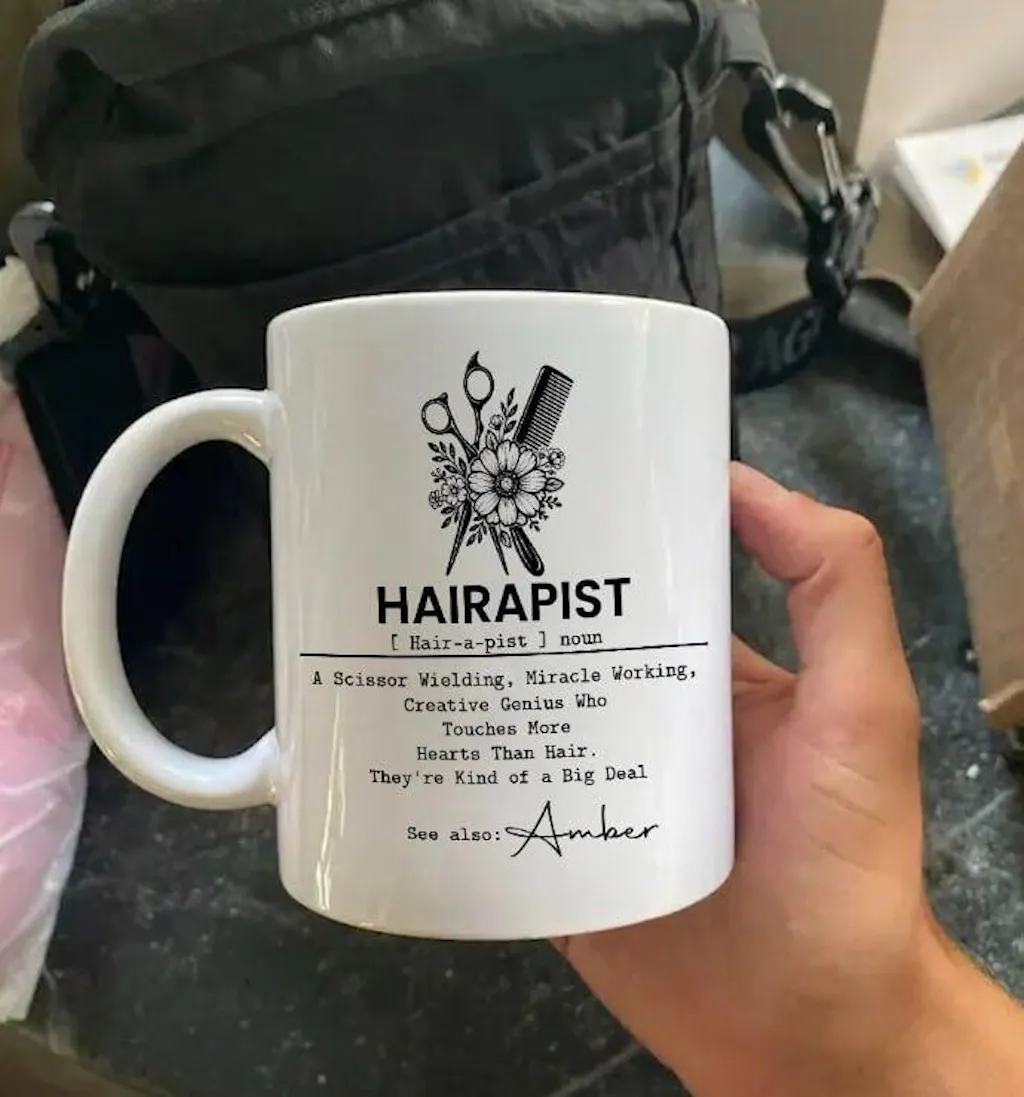 HAIRAPIST
[ Hair-a-pist ] noun
A Scissor Wielding, Miracle Working,
Creative Genius Who
Touches More
Hearts Than Hair.
They're Kind of a Big Deal
See also: Amber